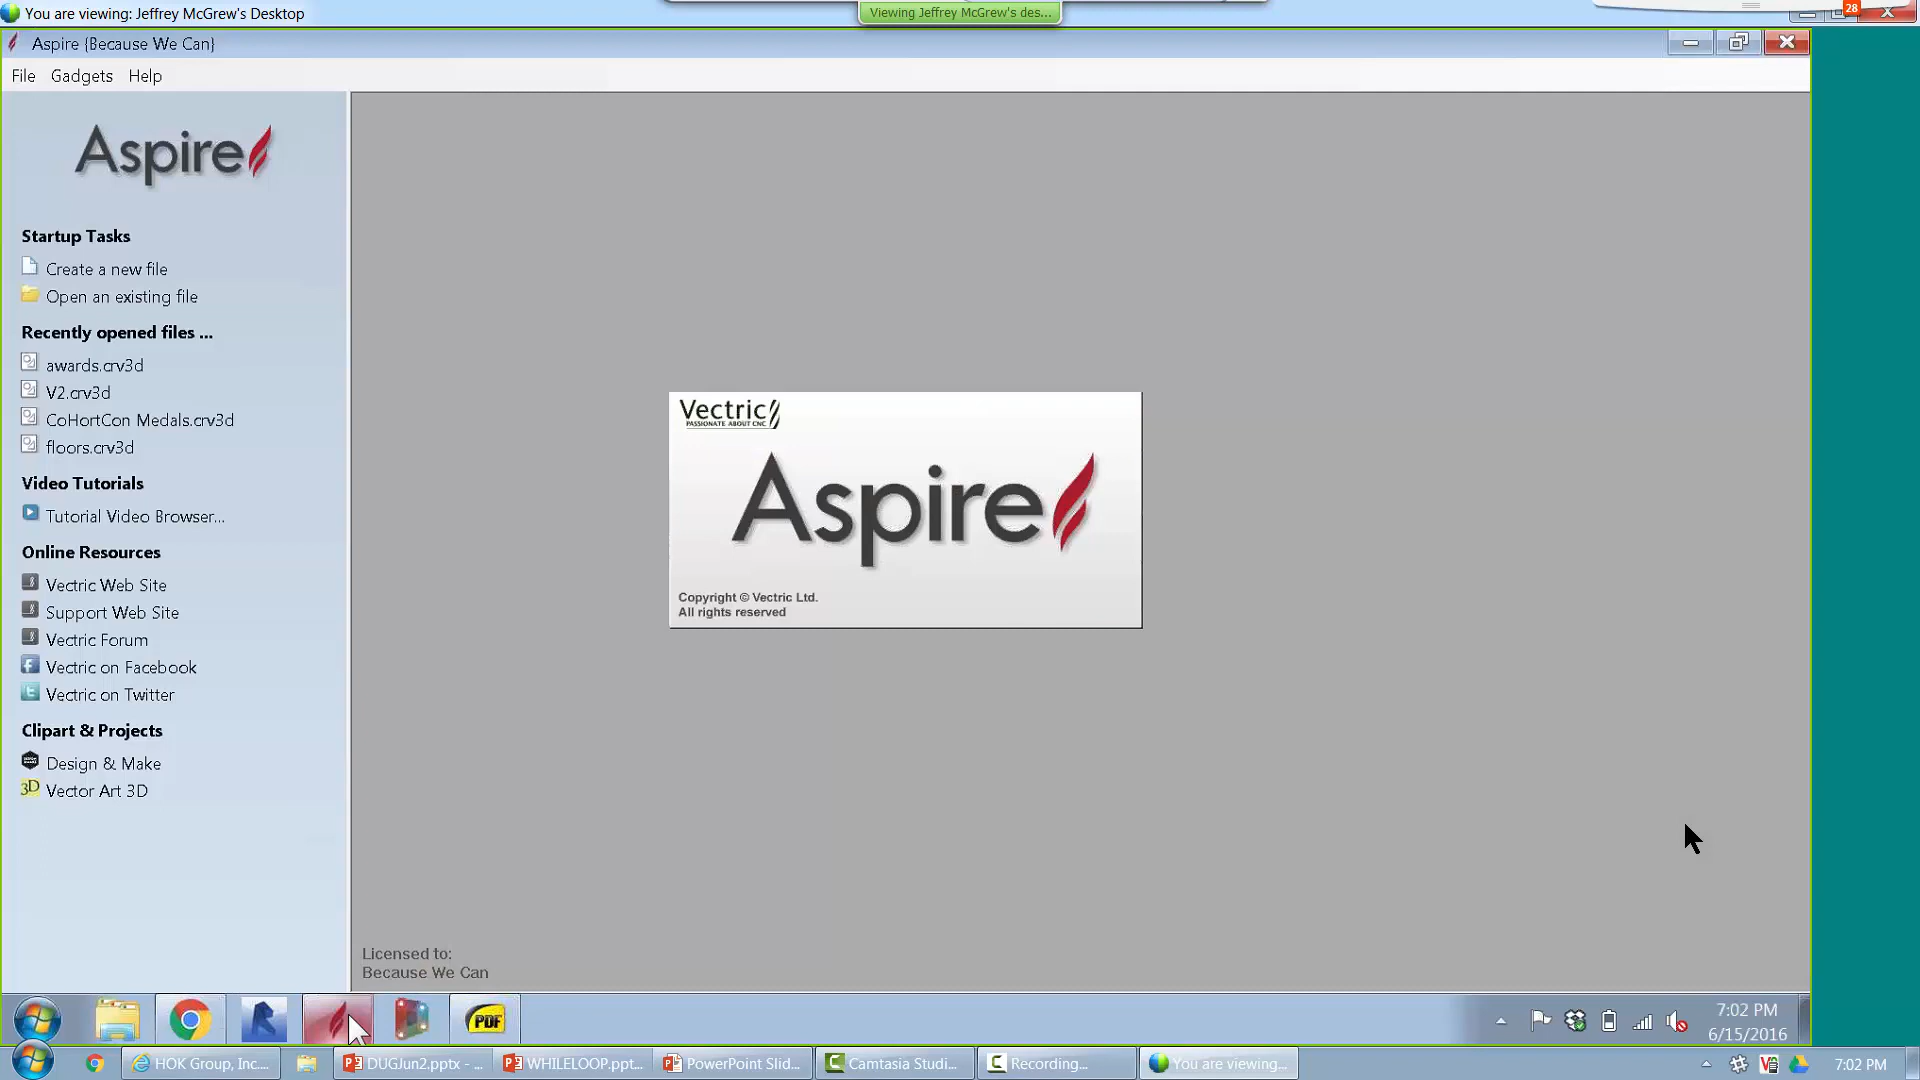 You are viewing: Jeffrey McGrew's Desktop
Viewing Jeffrey McGrew's des...
28
Aspire {Because We Can}
File Gadgets Help
Aspire
Startup Tasks
Create a new file
Open an existing file
Recently opened files ...
awards.crv3d
V2.crv3d
CoHortCon Medals.crv3d
floors.crv3d
Video Tutorials
Tutorial Video Browser...
Online Resources
Vectric Web Site
Support Web Site
Vectric Forum
Vectric on Facebook
Vectric on Twitter
Clipart & Projects
Design & Make
3D Vector Art 3D
Vectric
PASSIONATE ABOUT CNC
Aspire
Copyright © Vectric Ltd.
All rights reserved
Licensed to:
Because We Can
PDF
7:02 PM
6/15/2016
HOK Group, Inc....
DUGJun2.pptx - ...
WHILELOOP.ppt...
PowerPoint Slid...
Camtasia Studi...
Recording...
You are viewing...
7:02 PM